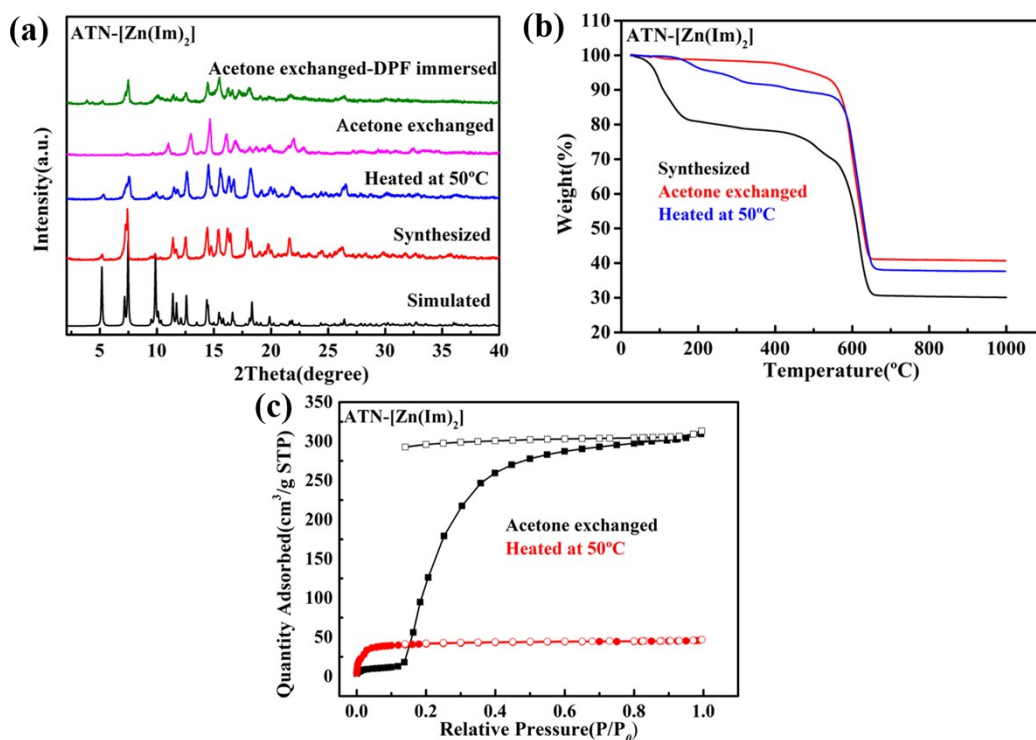 (a)
ATN-[Zn(Im)₂]
Acetone exchanged-DPF immersed
Acetone exchanged
Heated at 50ºC
Synthesized
Simulated
Intensity(a.u.)
5 10 15 20 25 30 35 40
2Theta(degree)
(b)
ATN-[Zn(Im)₂]
100
90
80
70
60
50
40
30
20
Weight(%)
Synthesized
Acetone exchanged
Heated at 50ºC
0 200 400 600 800 1000
Temperature(ºC)
(c)
ATN-[Zn(Im)₂]
350
300
250
200
150
100
50
0
Quantity Adsorbed(cm³/g STP)
Acetone exchanged
Heated at 50ºC
0.0 0.2 0.4 0.6 0.8 1.0
Relative Pressure(P/P₀)